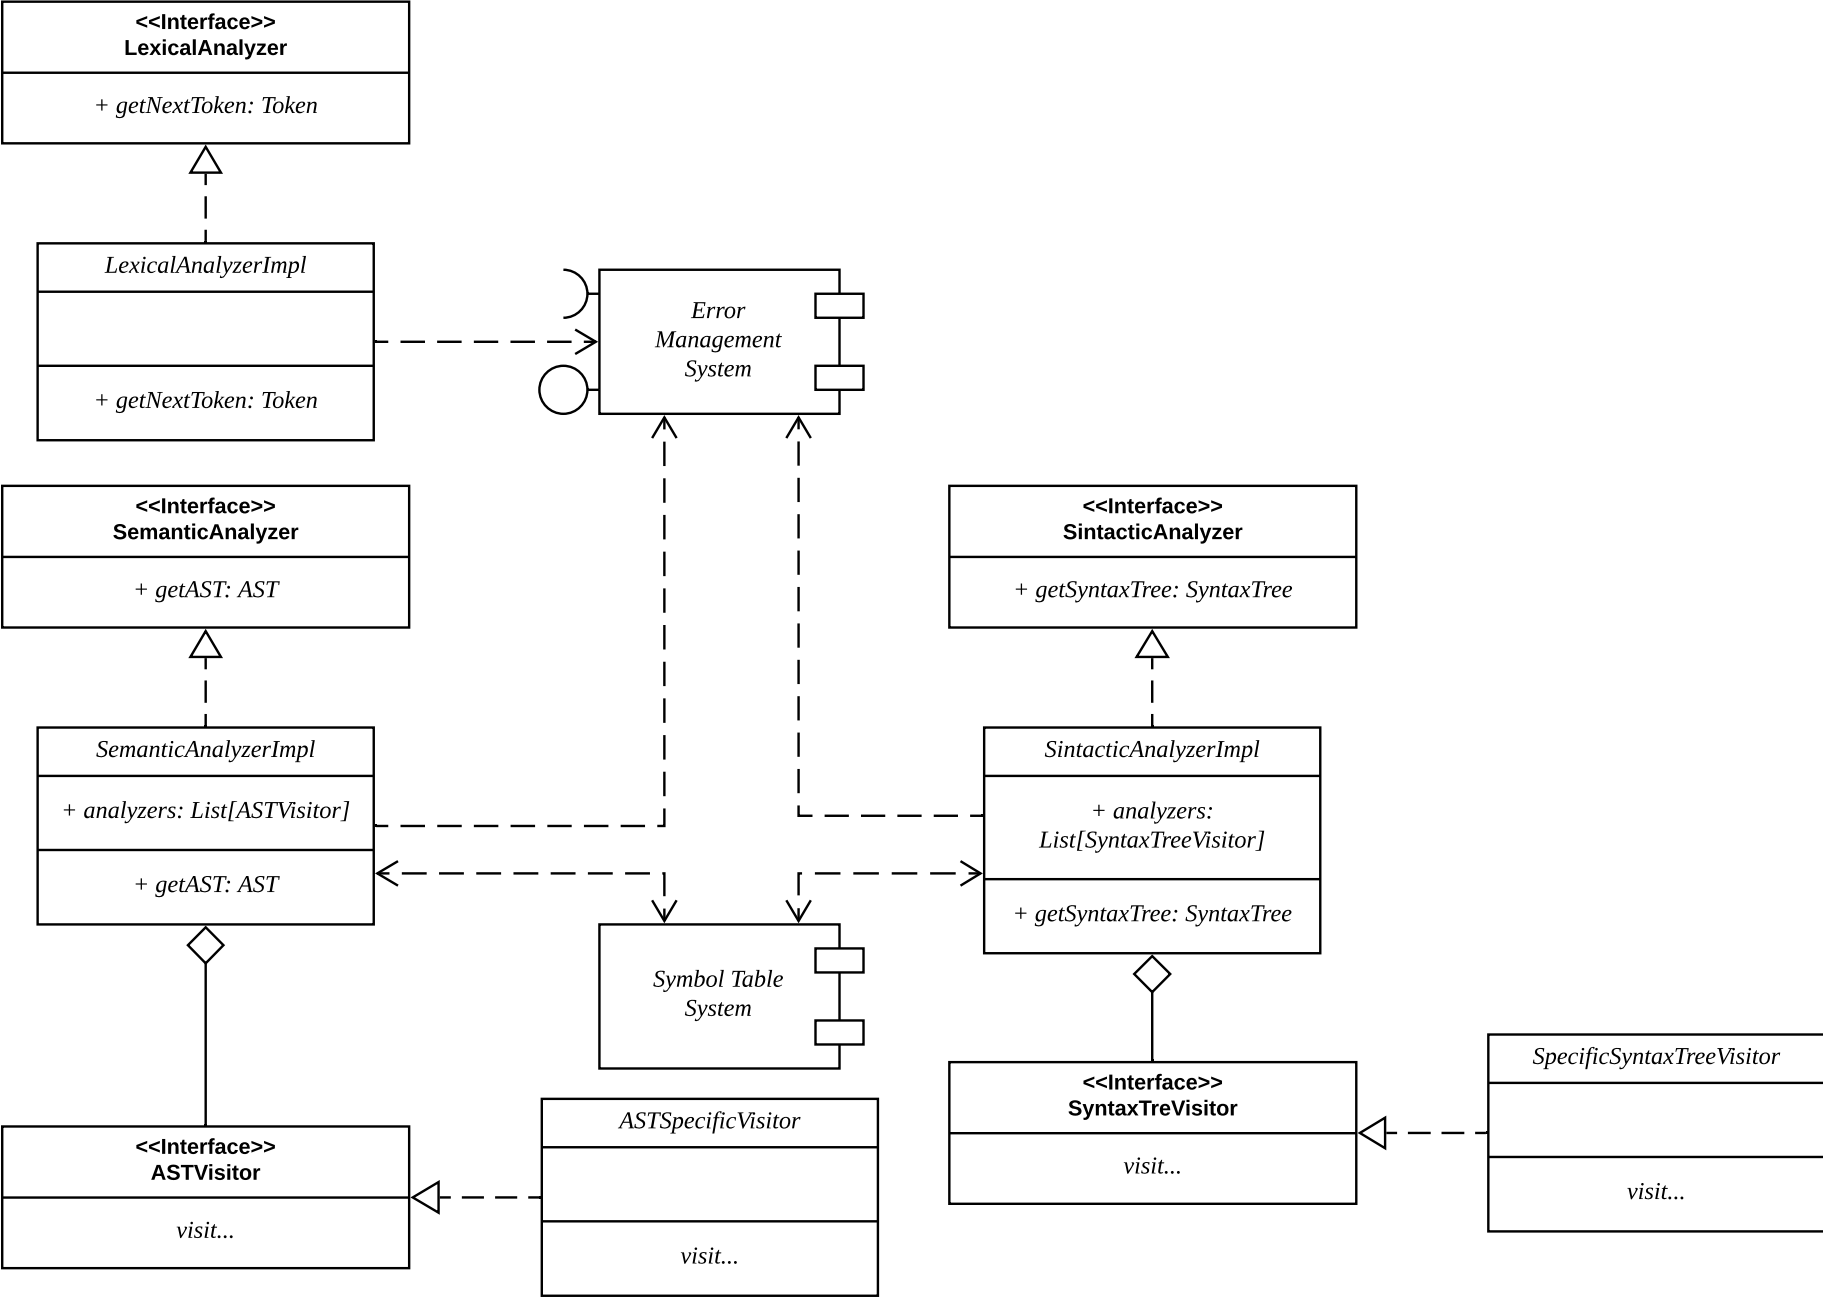 <<Interface>>
LexicalAnalyzer
+ getNextToken: Token
LexicalAnalyzerImpl
+ getNextToken: Token
Error
Management
System
<<Interface>>
SemanticAnalyzer
+ getAST: AST
<<Interface>>
SintacticAnalyzer
+ getSyntaxTree: SyntaxTree
SemanticAnalyzerImpl
+ analyzers: List[ASTVisitor]
+ getAST: AST
SintacticAnalyzerImpl
+ analyzers:
List[SyntaxTreeVisitor]
+ getSyntaxTree: SyntaxTree
Symbol Table
System
<<Interface>>
ASTVisitor
visit...
ASTSpecificVisitor
visit...
<<Interface>>
SyntaxTreVisitor
visit...
SpecificSyntaxTreeVisitor
visit...